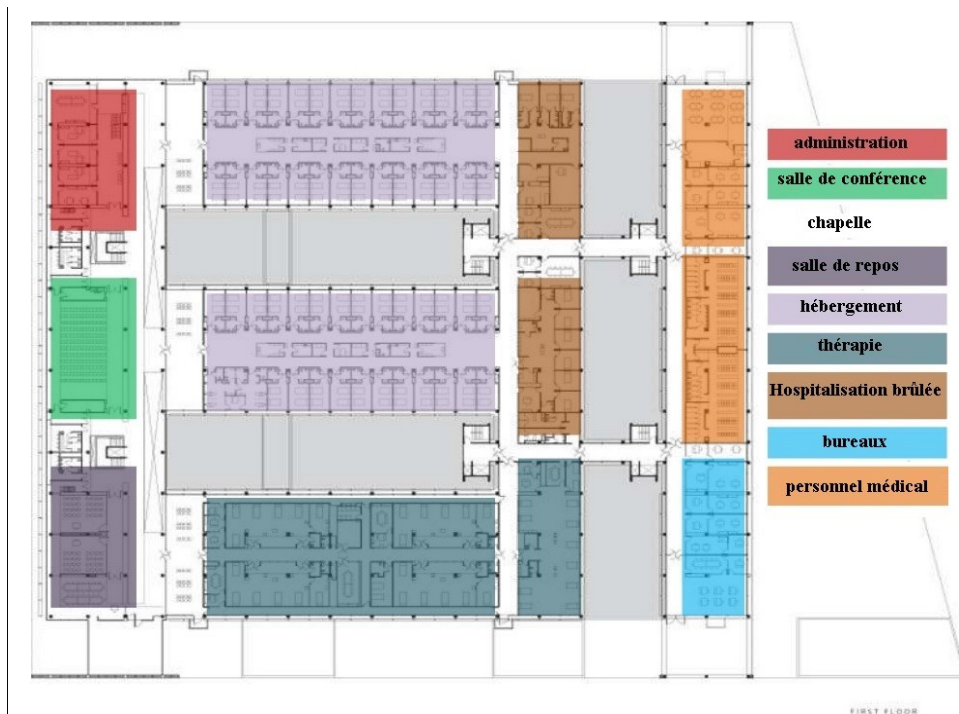 administration
salle de conférence
chapelle
salle de repos
hébergement
thérapie
Hospitalisation brûlée
bureaux
personnel médical
FIRST FLOOR